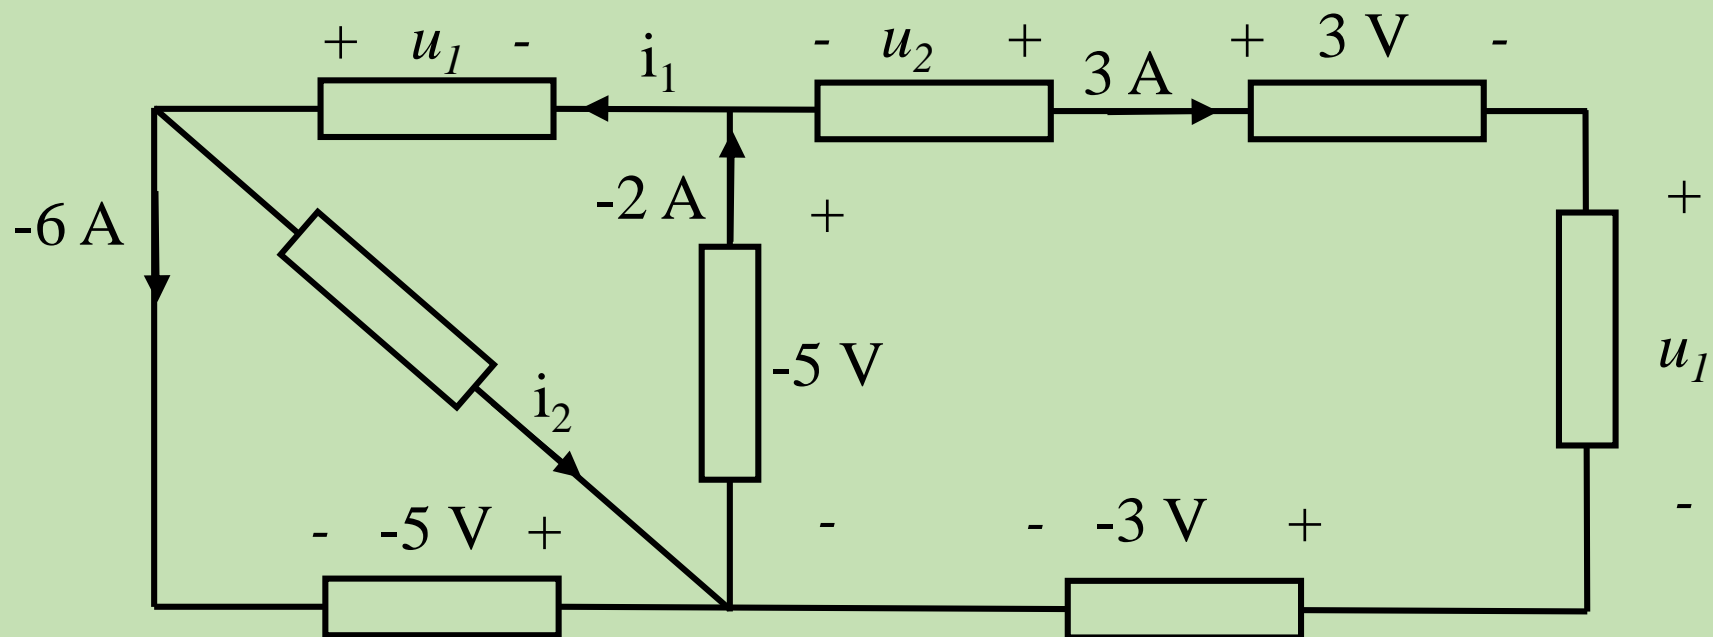 + u₁ -
i₁
- u₂ +
3 A
+ 3 V -
-6 A
-2 A
+
-5 V
-
+
u₁
-
i₂
- -5 V +
- -3 V +